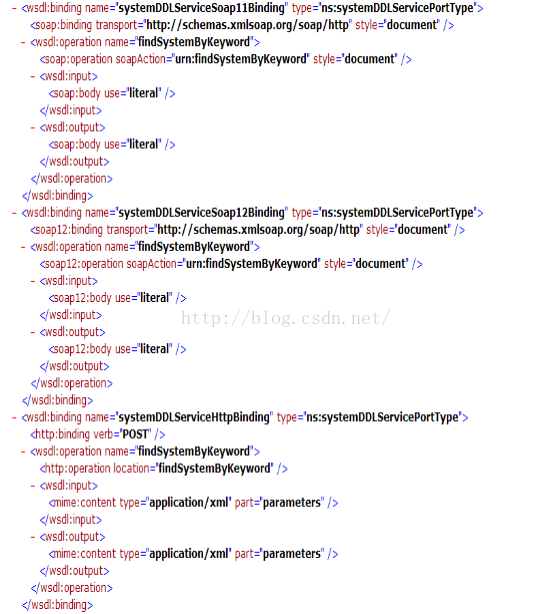 - <wsdl:binding name="systemDDLServiceSoap11Binding" type="ns:systemDDLServicePortType">
<soap:binding transport="http://schemas.xmlsoap.org/soap/http" style="document" />
- <wsdl:operation name="findSystemByKeyword">
<soap:operation soapAction="urn:findSystemByKeyword" style="document" />
- <wsdl:input>
<soap:body use="literal" />
</wsdl:input>
- <wsdl:output>
<soap:body use="literal" />
</wsdl:output>
</wsdl:operation>
</wsdl:binding>
- <wsdl:binding name="systemDDLServiceSoap12Binding" type="ns:systemDDLServicePortType">
<soap12:binding transport="http://schemas.xmlsoap.org/soap/http" style="document" />
- <wsdl:operation name="findSystemByKeyword">
<soap12:operation soapAction="urn:findSystemByKeyword" style="document" />
- <wsdl:input>
<soap12:body use="literal" />
</wsdl:input>
http://blog.csdn.net/
- <wsdl:output>
<soap12:body use="literal" />
</wsdl:output>
</wsdl:operation>
</wsdl:binding>
- <wsdl:binding name="systemDDLServiceHttpBinding" type="ns:systemDDLServicePortType">
<http:binding verb="POST" />
- <wsdl:operation name="findSystemByKeyword">
<http:operation location="findSystemByKeyword" />
- <wsdl:input>
<mime:content type="application/xml" part="parameters" />
</wsdl:input>
- <wsdl:output>
<mime:content type="application/xml" part="parameters" />
</wsdl:output>
</wsdl:operation>
</wsdl:binding>